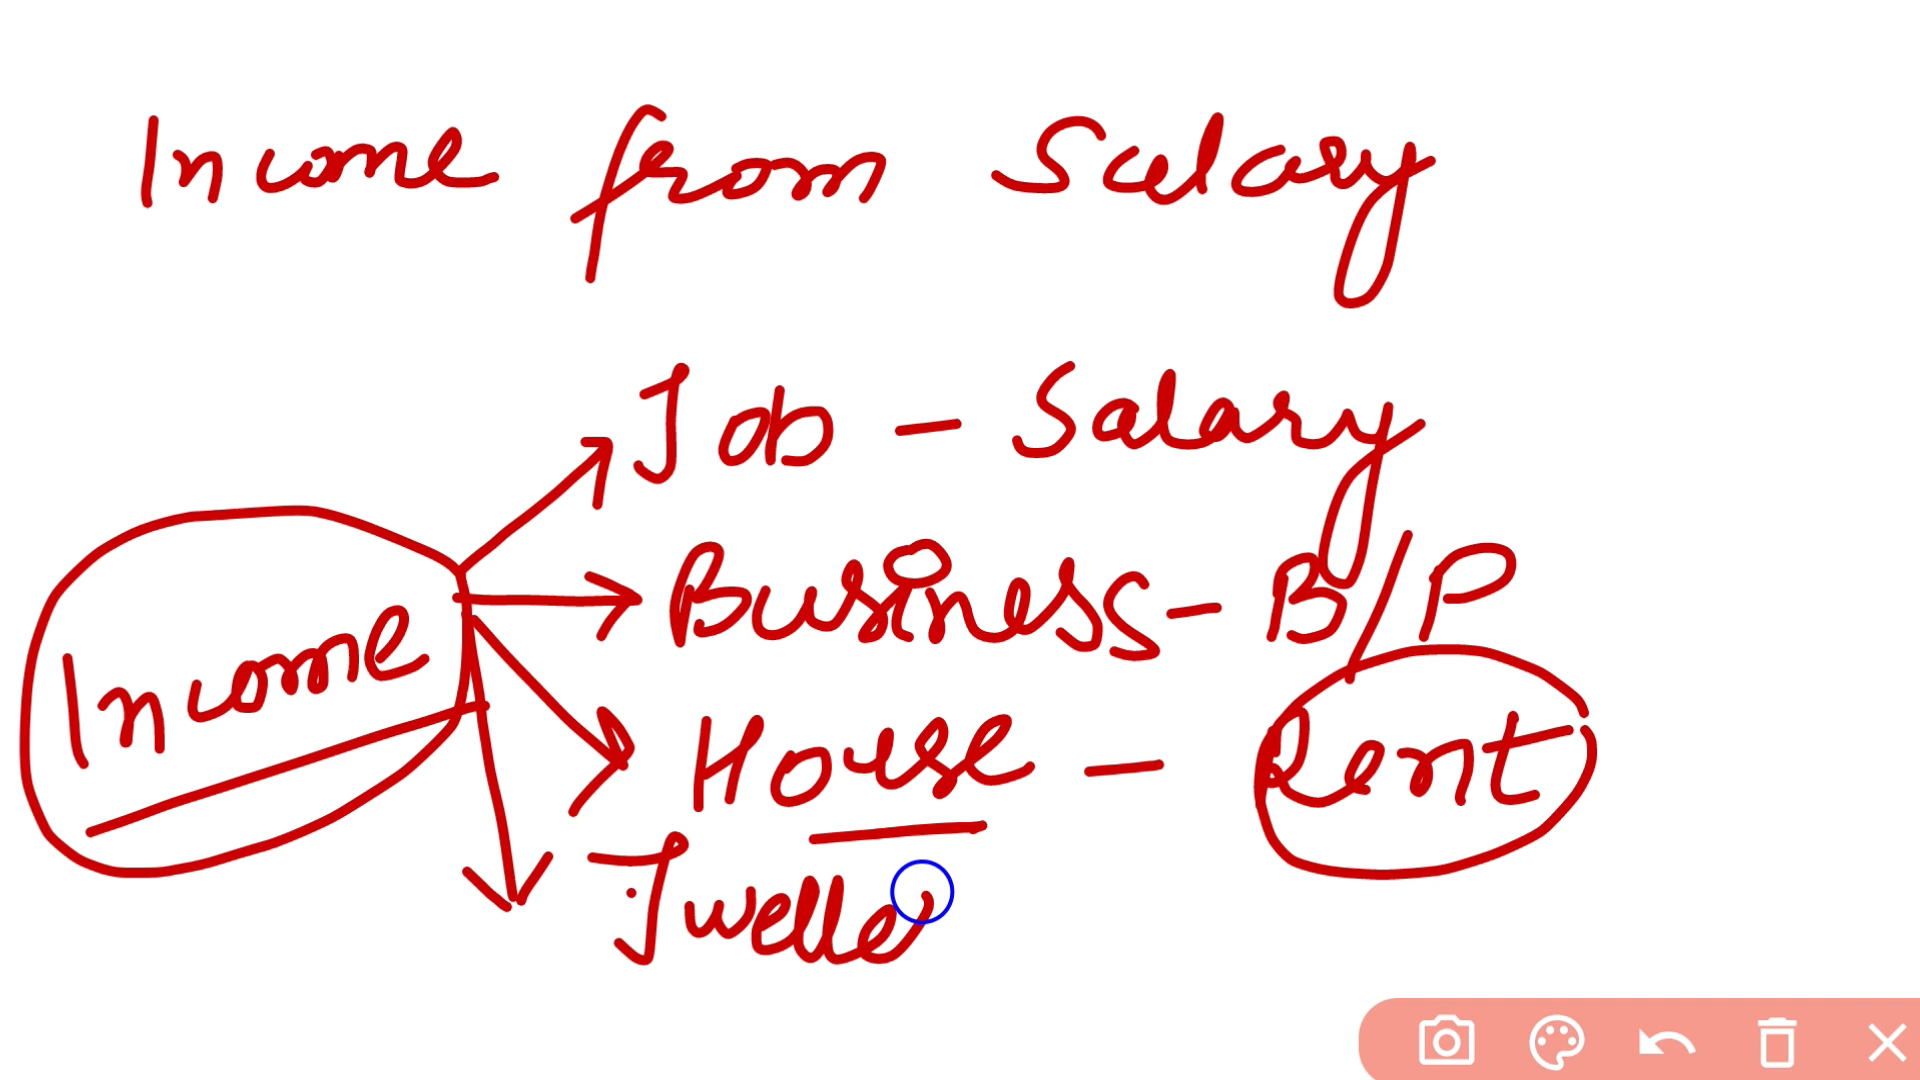 Income from Salary
Job - Salary
Business - B/P
Income
House - Rent
Jwelle